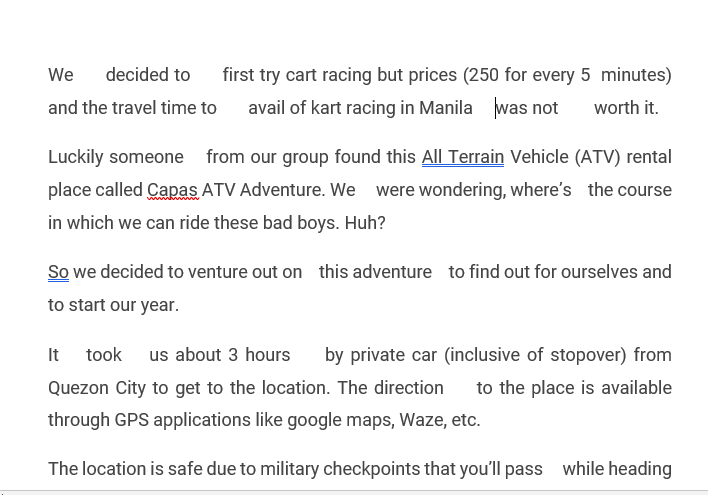 We decided to first try cart racing but prices (250 for every 5 minutes)
and the travel time to avail of kart racing in Manila was not worth it.
Luckily someone from our group found this All Terrain Vehicle (ATV) rental
place called Capas ATV Adventure. We were wondering, where’s the course
in which we can ride these bad boys. Huh?
So we decided to venture out on this adventure to find out for ourselves and
to start our year.
It took us about 3 hours by private car (inclusive of stopover) from
Quezon City to get to the location. The direction to the place is available
through GPS applications like google maps, Waze, etc.
The location is safe due to military checkpoints that you’ll pass while heading